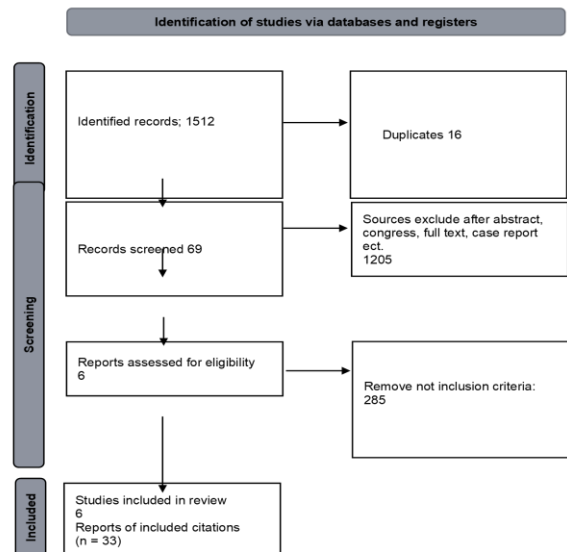 Identification of studies via databases and registers
Identification
Identified records; 1512
Duplicates 16
Screening
Records screened 69
Sources exclude after abstract,
congress, full text, case report
ect.
1205
Reports assessed for eligibility
6
Remove not inclusion criteria:
285
Included
Studies included in review
6
Reports of included citations
(n = 33)